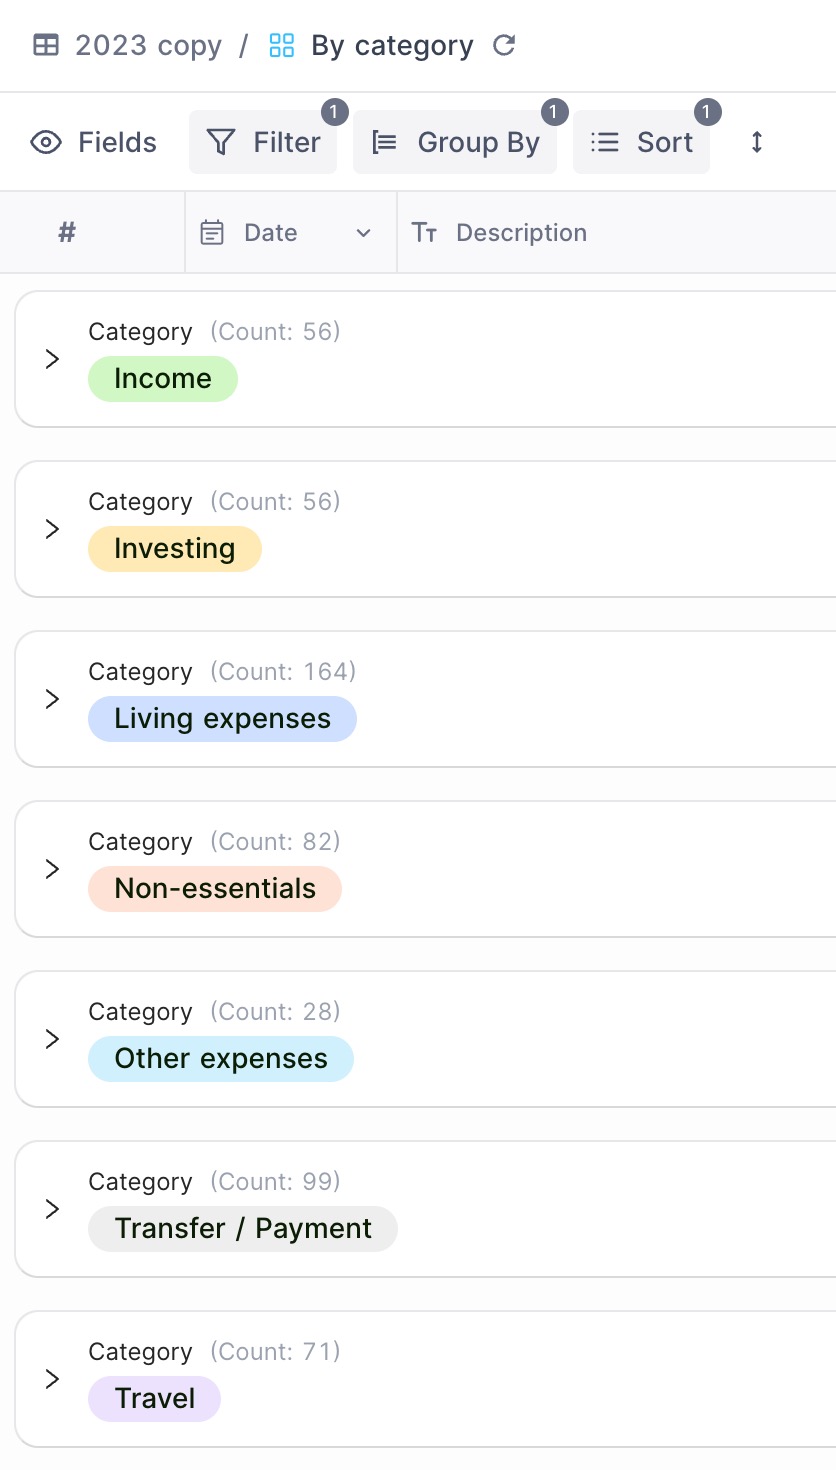 2023 copy / By category
Fields Filter 1 Group By 1 Sort 1
# Date Description
Category (Count: 56)
Income
Category (Count: 56)
Investing
Category (Count: 164)
Living expenses
Category (Count: 82)
Non-essentials
Category (Count: 28)
Other expenses
Category (Count: 99)
Transfer / Payment
Category (Count: 71)
Travel